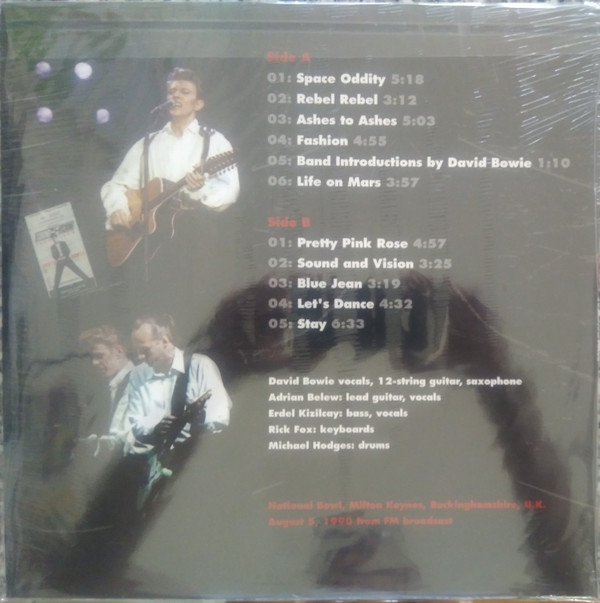 Side A
01: Space Oddity 5:18
02: Rebel Rebel 3:12
03: Ashes to Ashes 5:03
04: Fashion 4:55
05: Band Introductions by David Bowie 1:10
06: Life on Mars 3:57
Side B
01: Pretty Pink Rose 4:57
02: Sound and Vision 3:25
03: Blue Jean 3:19
04: Let's Dance 4:32
05: Stay 6:33
David Bowie vocals, 12-string guitar, saxophone
Adrian Belew: lead guitar, vocals
Erdel Kizilcay: bass, vocals
Rick Fox: keyboards
Michael Hodges: drums
National Bowl, Milton Keynes, Buckinghamshire, U.K.
August 5, 1990 from FM broadcast